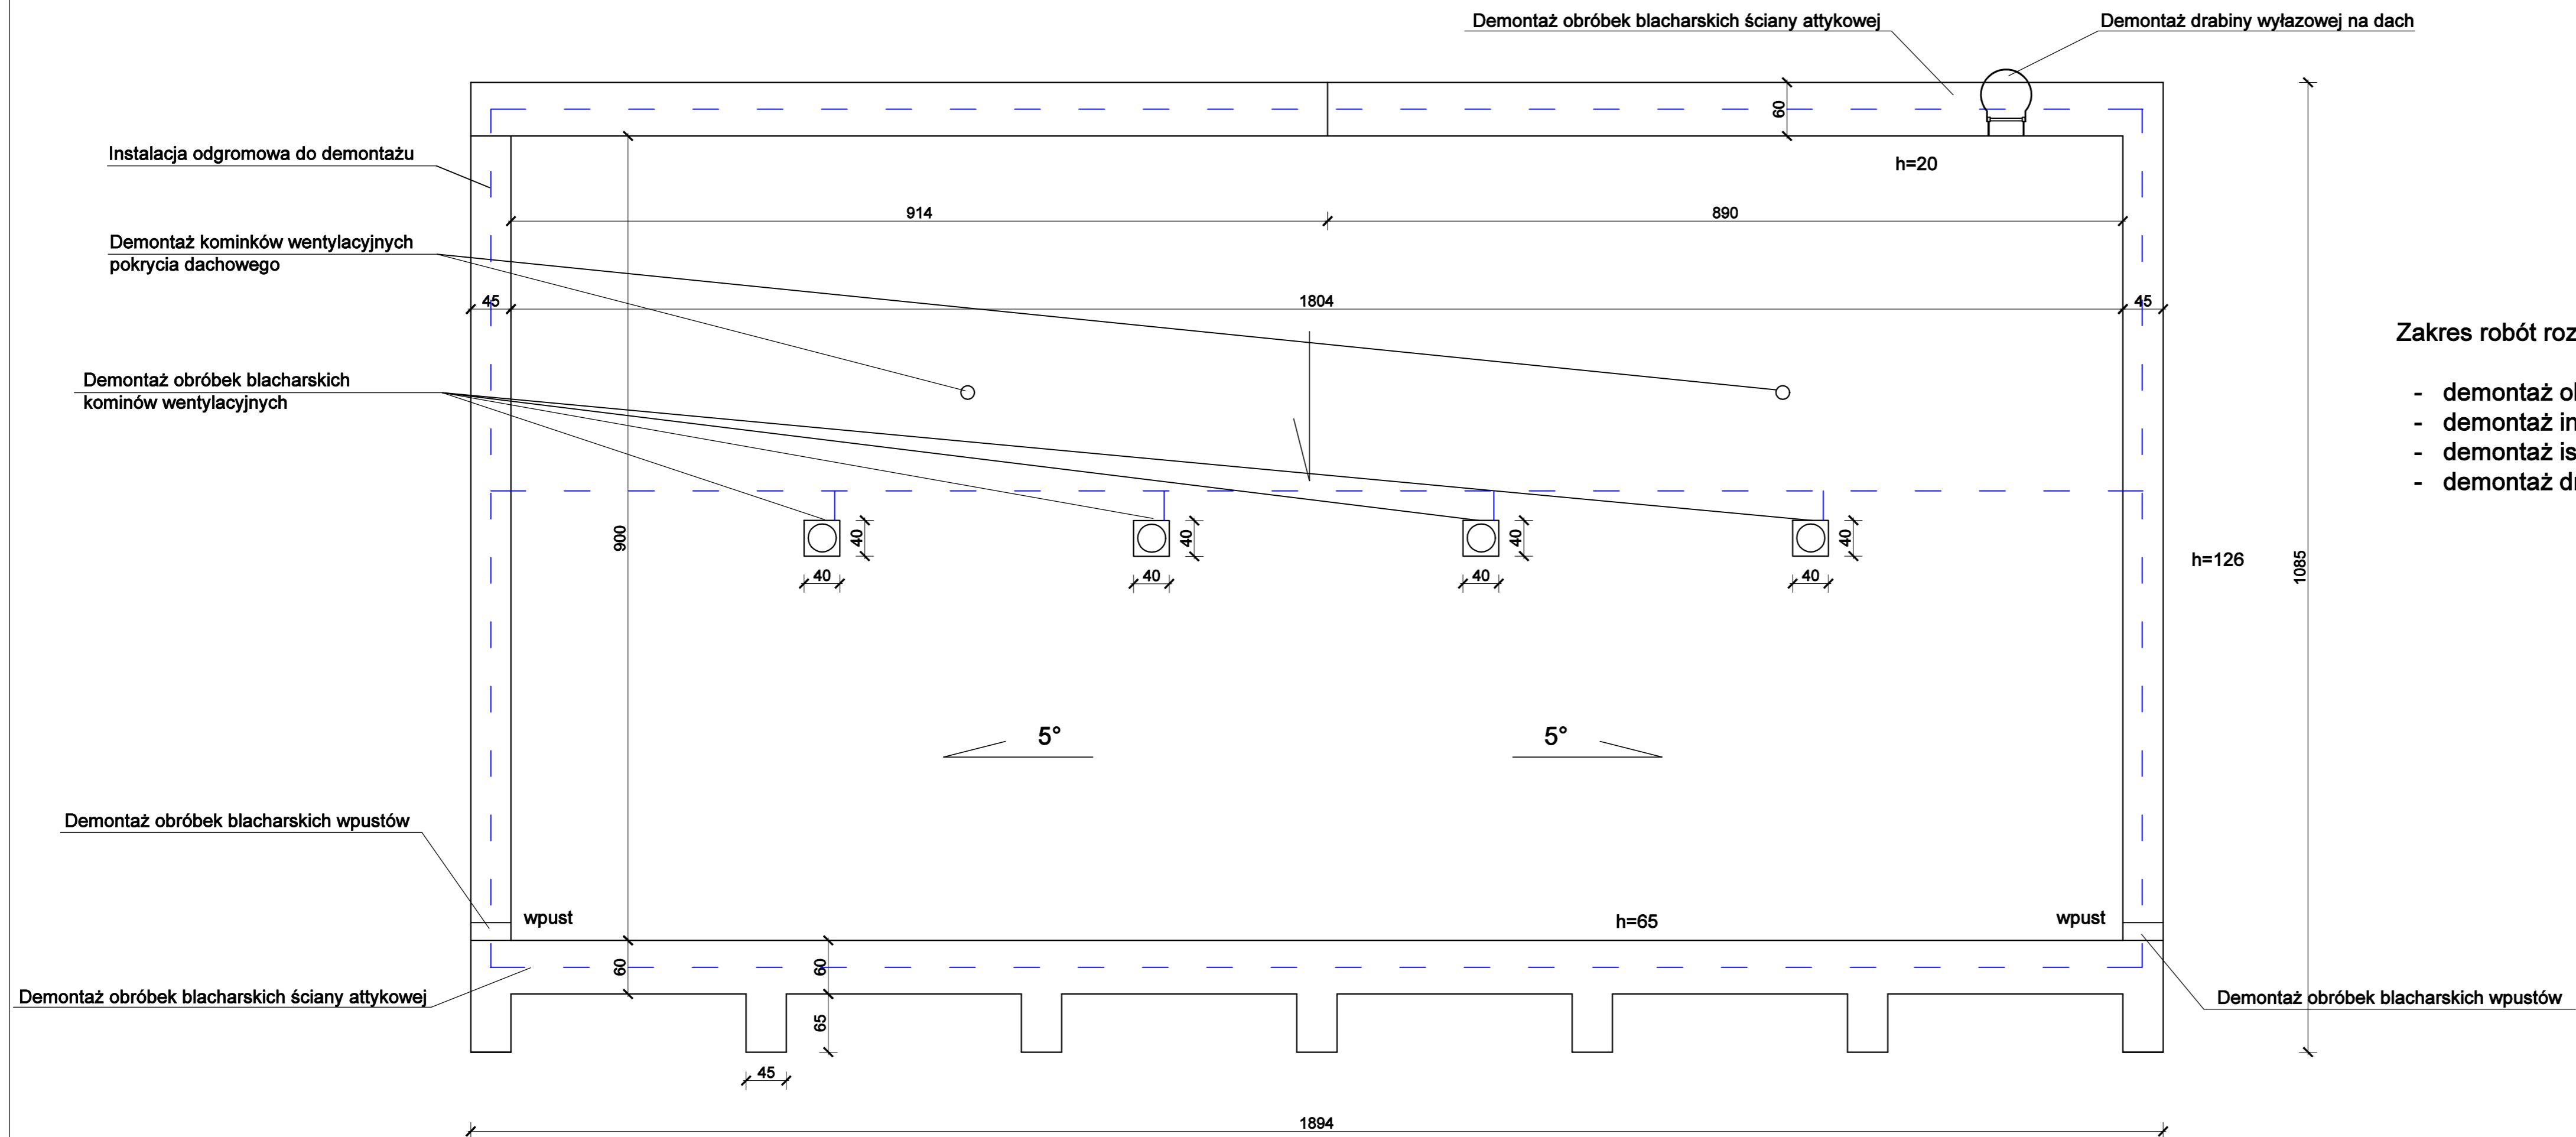 Demontaż obróbek blacharskich ściany attykowej
Demontaż drabiny wyłazowej na dach
60
Instalacja odgromowa do demontażu
h=20
914
890
Demontaż kominków wentylacyjnych
pokrycia dachowego
45
1804
45
Zakres robót roz
Demontaż obróbek blacharskich
kominów wentylacyjnych
- demontaż
- demontaż in
- demontaż is
- demontaż dr
900
40
40
40
40
40
40
40
40
h=126
1085
5°
5°
Demontaż obróbek blacharskich wpustów
wpust
h=65
wpust
60
60
Demontaż obróbek blacharskich ściany attykowej
Demontaż obróbek blacharskich wpustów
65
45
1894